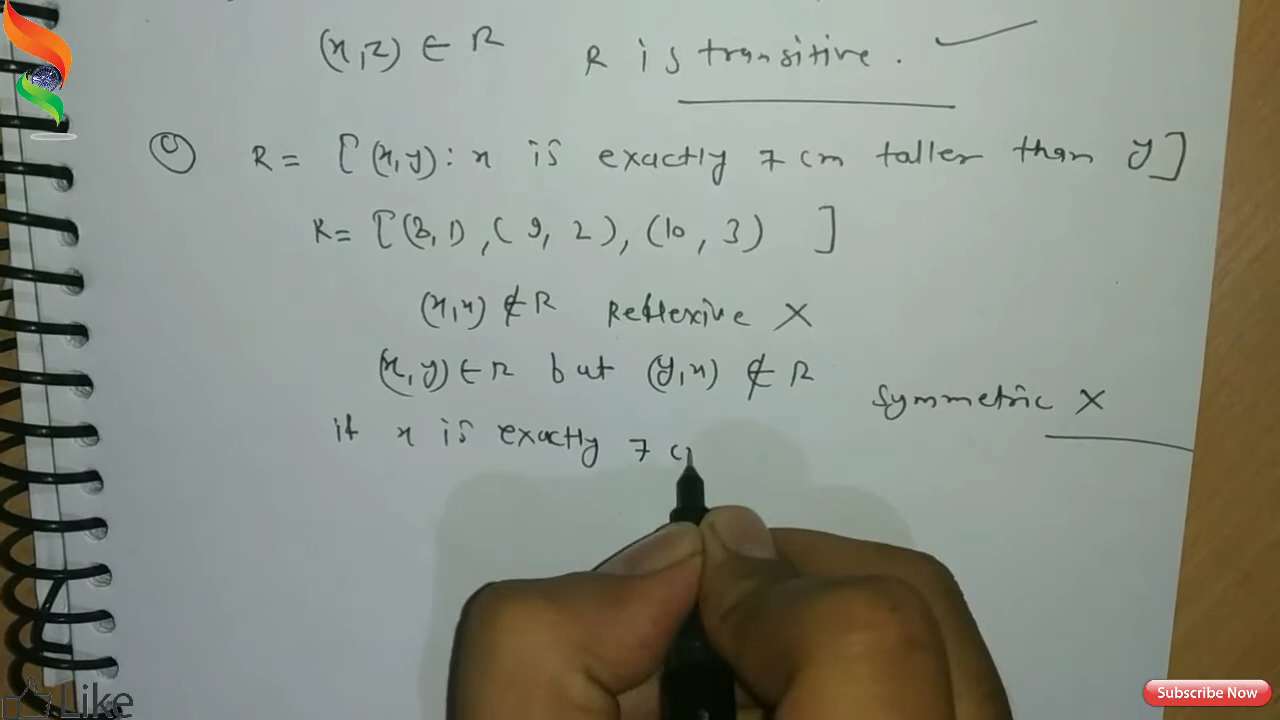 (x,z) ∈ R R is transitive.
(c) R = [(x,y): x is exactly 7 cm taller than y]
R = [(8,1), (9,2), (10,3) ]
(x,x) ∉ R Reflexive X
(x,y) ∈ R but (y,x) ∉ R
Symmetric X
if x is exactly 7 c
Like
Subscribe Now